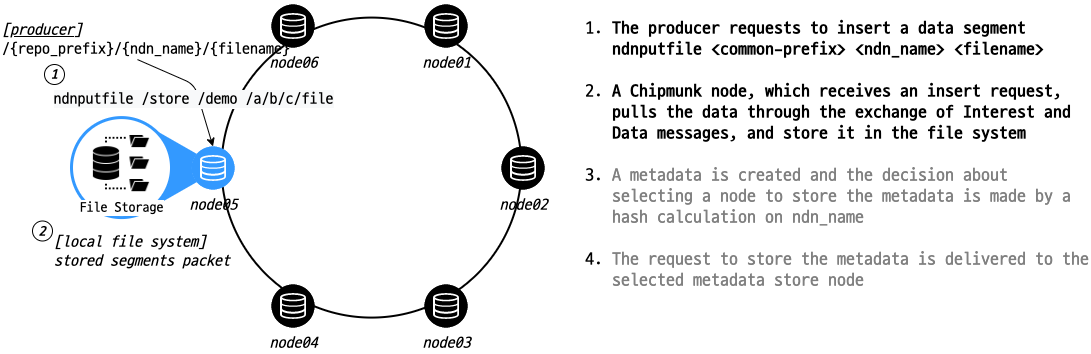 [producer]
/{repo_prefix}/{ndn_name}/{filename}
1
ndnputfile /store /demo /a/b/c/file
node06
node01
File Storage
node05
node02
2
[local file system]
stored segments packet
node04
node03
1. The producer requests to insert a data segment
ndnputfile <common-prefix> <ndn_name> <filename>
2. A Chipmunk node, which receives an insert request,
pulls the data through the exchange of Interest and
Data messages, and store it in the file system
3. A metadata is created and the decision about
selecting a node to store the metadata is made by a
hash calculation on ndn_name
4. The request to store the metadata is delivered to the
selected metadata store node